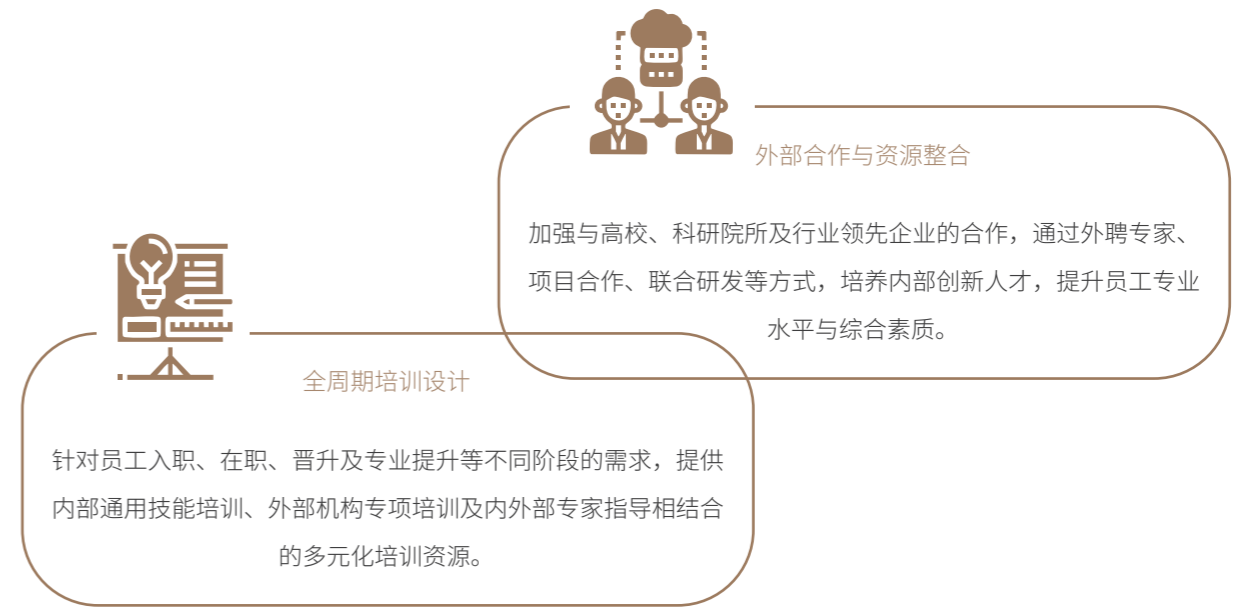 外部合作与资源整合
加强与高校、科研院所及行业领先企业的合作，通过外聘专家、
项目合作、联合研发等方式，培养内部创新人才，提升员工专业
水平与综合素质。
全周期培训设计
针对员工入职、在职、晋升及专业提升等不同阶段的需求，提供
内部通用技能培训、外部机构专项培训及内外部专家指导相结合
的多元化培训资源。